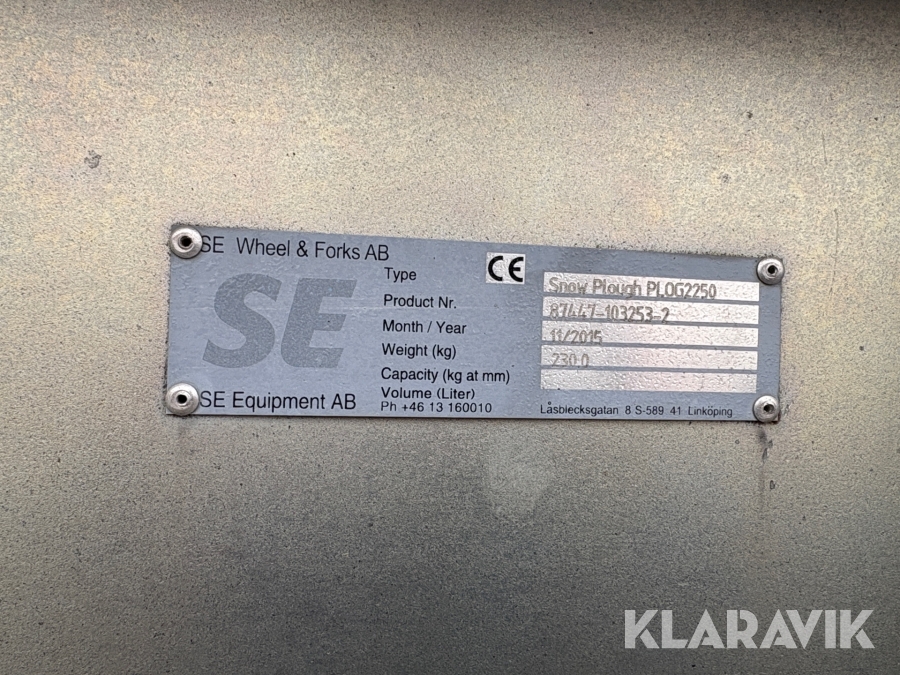 SE Wheel & Forks AB
CE
SE
Type Snow Plough PLOG2250
Product Nr. 87447-103253-2
Month / Year 11/2015
Weight (kg) 230.0
Capacity (kg at mm)
Volume (Liter)
SE Equipment AB
Ph +46 13 160010
Låsblecksgatan 8 S-589 41 Linköping
KLARAVIK